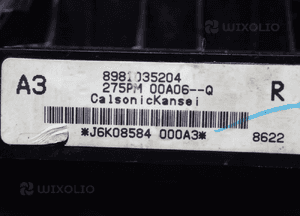 WIXOLIO
A3
8981035204
275PM 00A06--Q
CalsonicKansei
R
*J6K08584 000A3*
8622
WIXOLIO